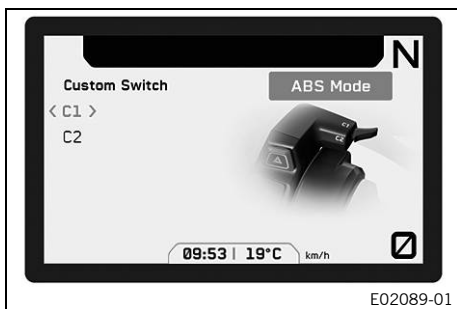 N
Custom Switch
ABS Mode
< C1 >
C2
C1
C2
09:53 | 19°C km/h
0
E02089-01